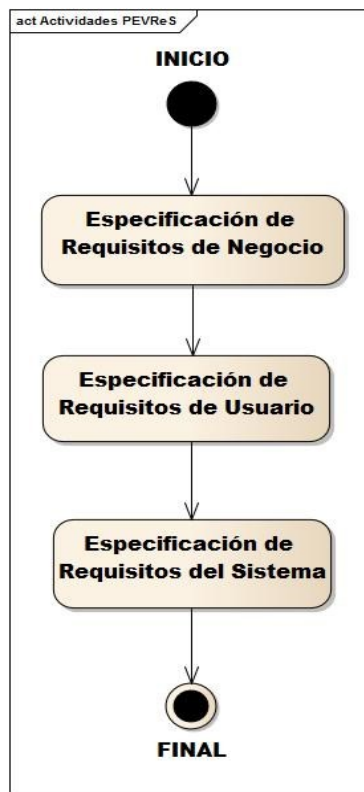 act Actividades PEVReS
INICIO
Especificación de
Requisitos de Negocio
Especificación de
Requisitos de Usuario
Especificación de
Requisitos del Sistema
FINAL